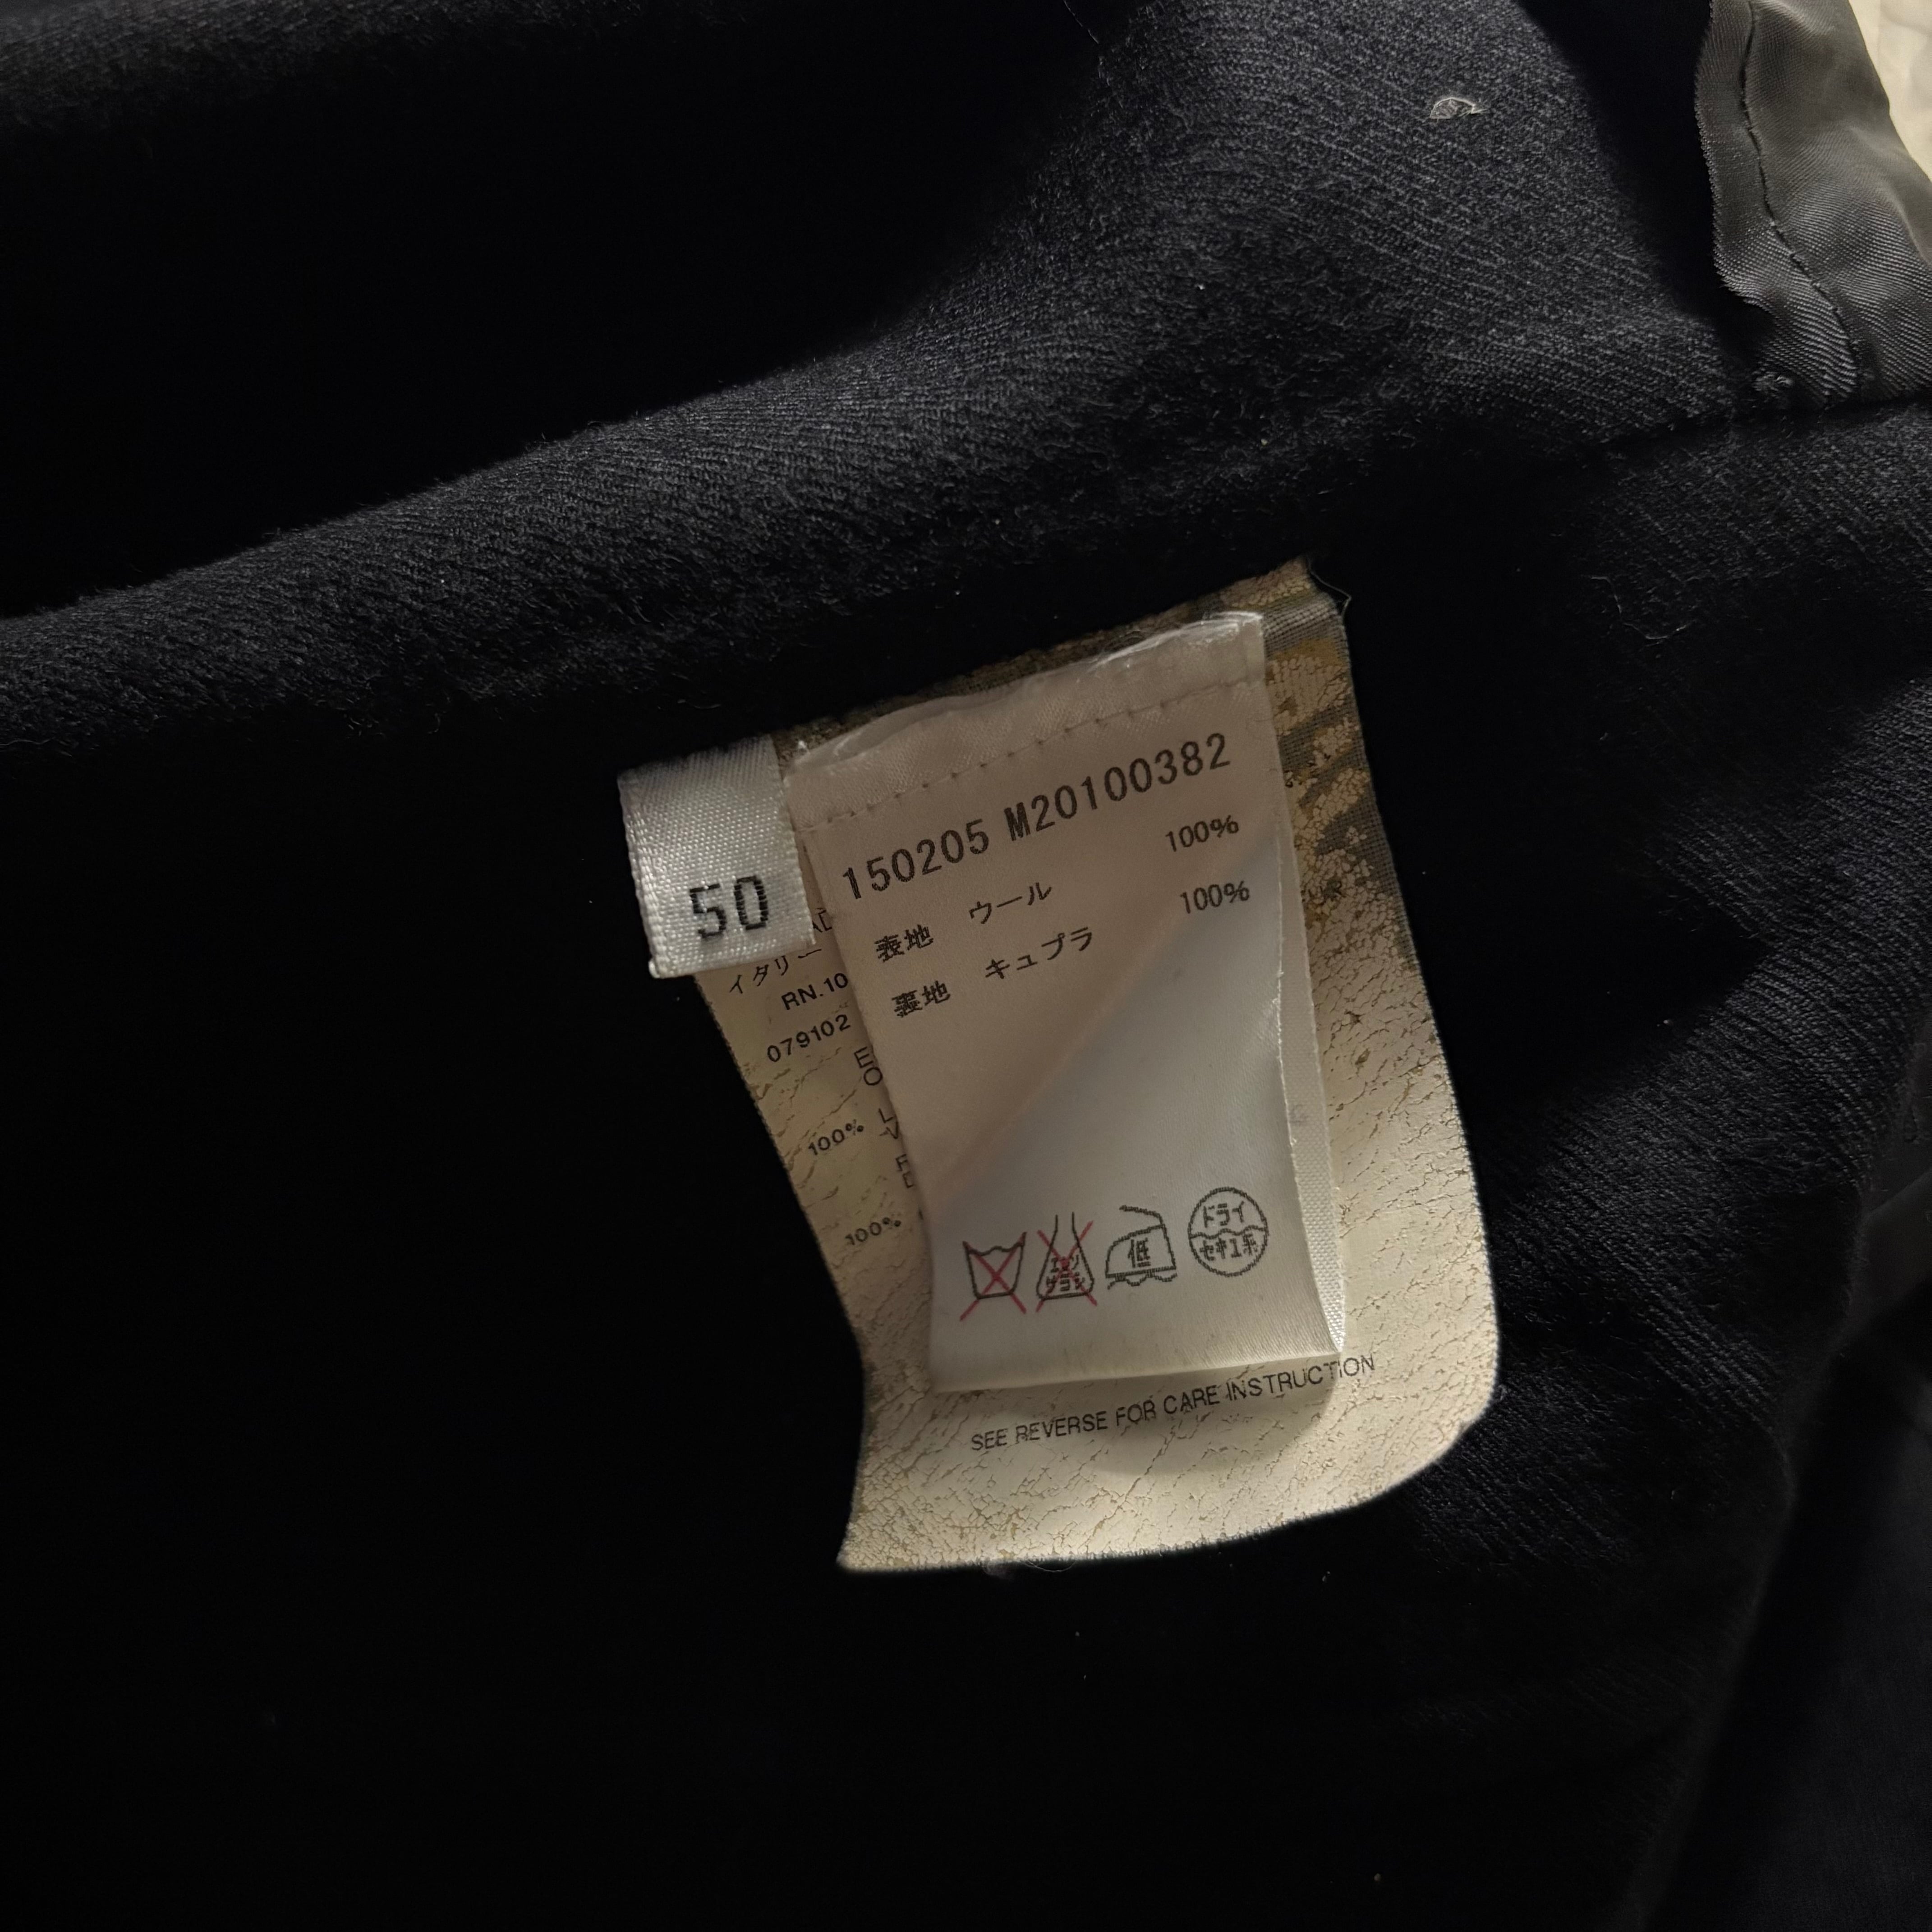 50
150205 M20100382
表地 ウール 100%
裏地 キュプラ 100%
イタリー
RN.10
079102
100%
100%
低
ドライ
セキユ系
SEE REVERSE FOR CARE INSTRUCTION